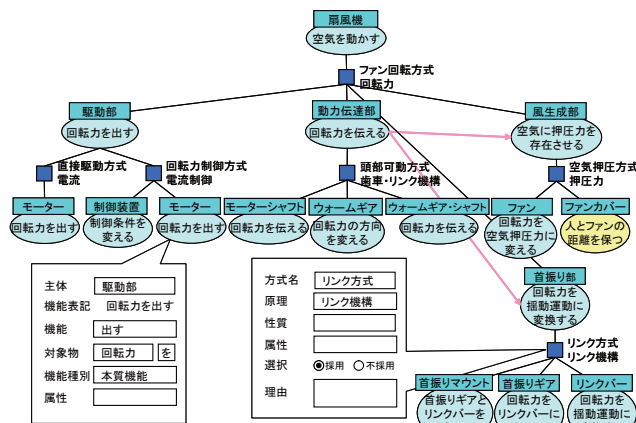 扇風機
空気を動かす
ファン回転方式
回転力
駆動部
回転力を出す
動力伝達部
回転力を伝える
風生成部
空気に押圧力を
存在させる
直接駆動方式
電流
回転力制御方式
電流制御
頭部可動方式
歯車・リンク機構
空気押圧方式
押圧力
モーター
回転力を出す
制御装置
制御条件を
変える
モーター
回転力を出す
モーターシャフト
回転力を伝える
ウォームギア
回転力の方向
を変える
ウォームギア・シャフト
回転力を伝える
ファン
回転力を
空気押圧力に
変える
ファンカバー
人とファンの
距離を保つ
首振り部
回転力を
揺動運動に
変換する
リンク方式
リンク機構
首振りマウント
首振りギアと
リンクバーを
首振りギア
回転力を
リンクバーに
リンクバー
回転力を
揺動運動に
主体 駆動部
機能表記 回転力を出す
機能 出す
対象物 回転力 を
機能種別 本質機能
属性
方式名 リンク方式
原理 リンク機構
性質
属性
選択 採用 不採用
理由